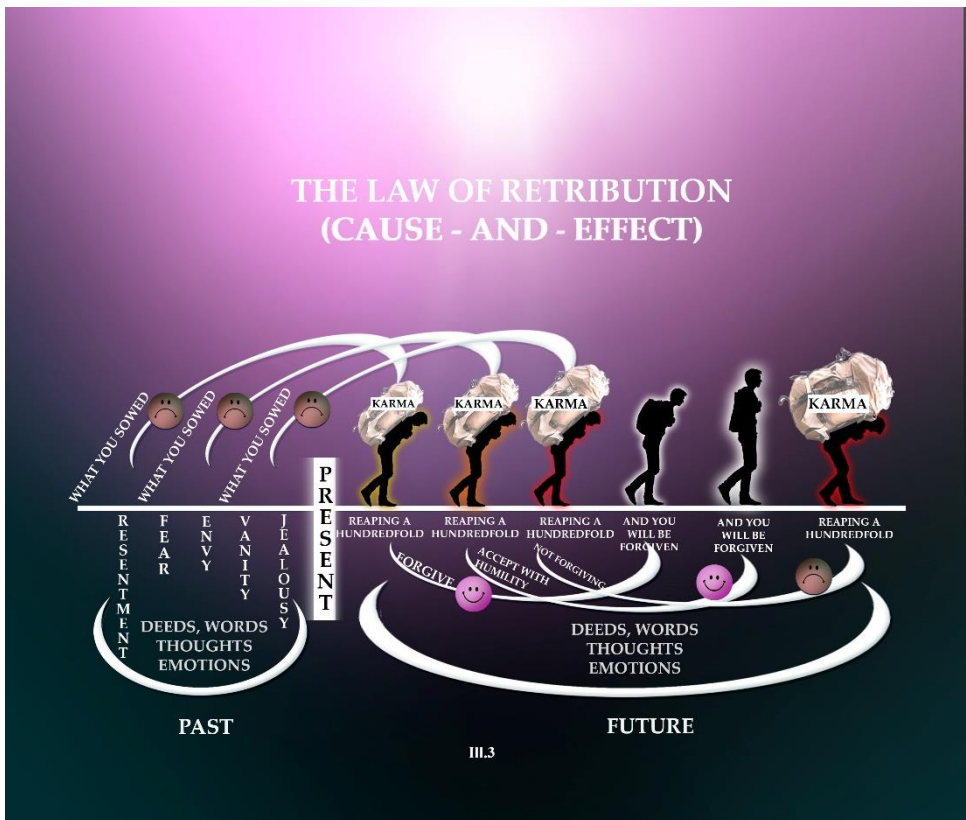 THE LAW OF RETRIBUTION
(CAUSE - AND - EFFECT)
WHAT YOU SOWED
WHAT YOU SOWED
WHAT YOU SOWED
KARMA
KARMA
KARMA
KARMA
RESENTMENT
FEAR
ENVY
VANITY
JEALOUSY
PRESENT
REAPING A
HUNDREDFOLD
REAPING A
HUNDREDFOLD
REAPING A
HUNDREDFOLD
AND YOU
WILL BE
FORGIVEN
AND YOU
WILL BE
FORGIVEN
REAPING A
HUNDREDFOLD
FORGIVE
ACCEPT WITH
HUMILITY
NOT FORGIVING
DEEDS, WORDS
THOUGHTS
EMOTIONS
DEEDS, WORDS
THOUGHTS
EMOTIONS
PAST
FUTURE
III.3